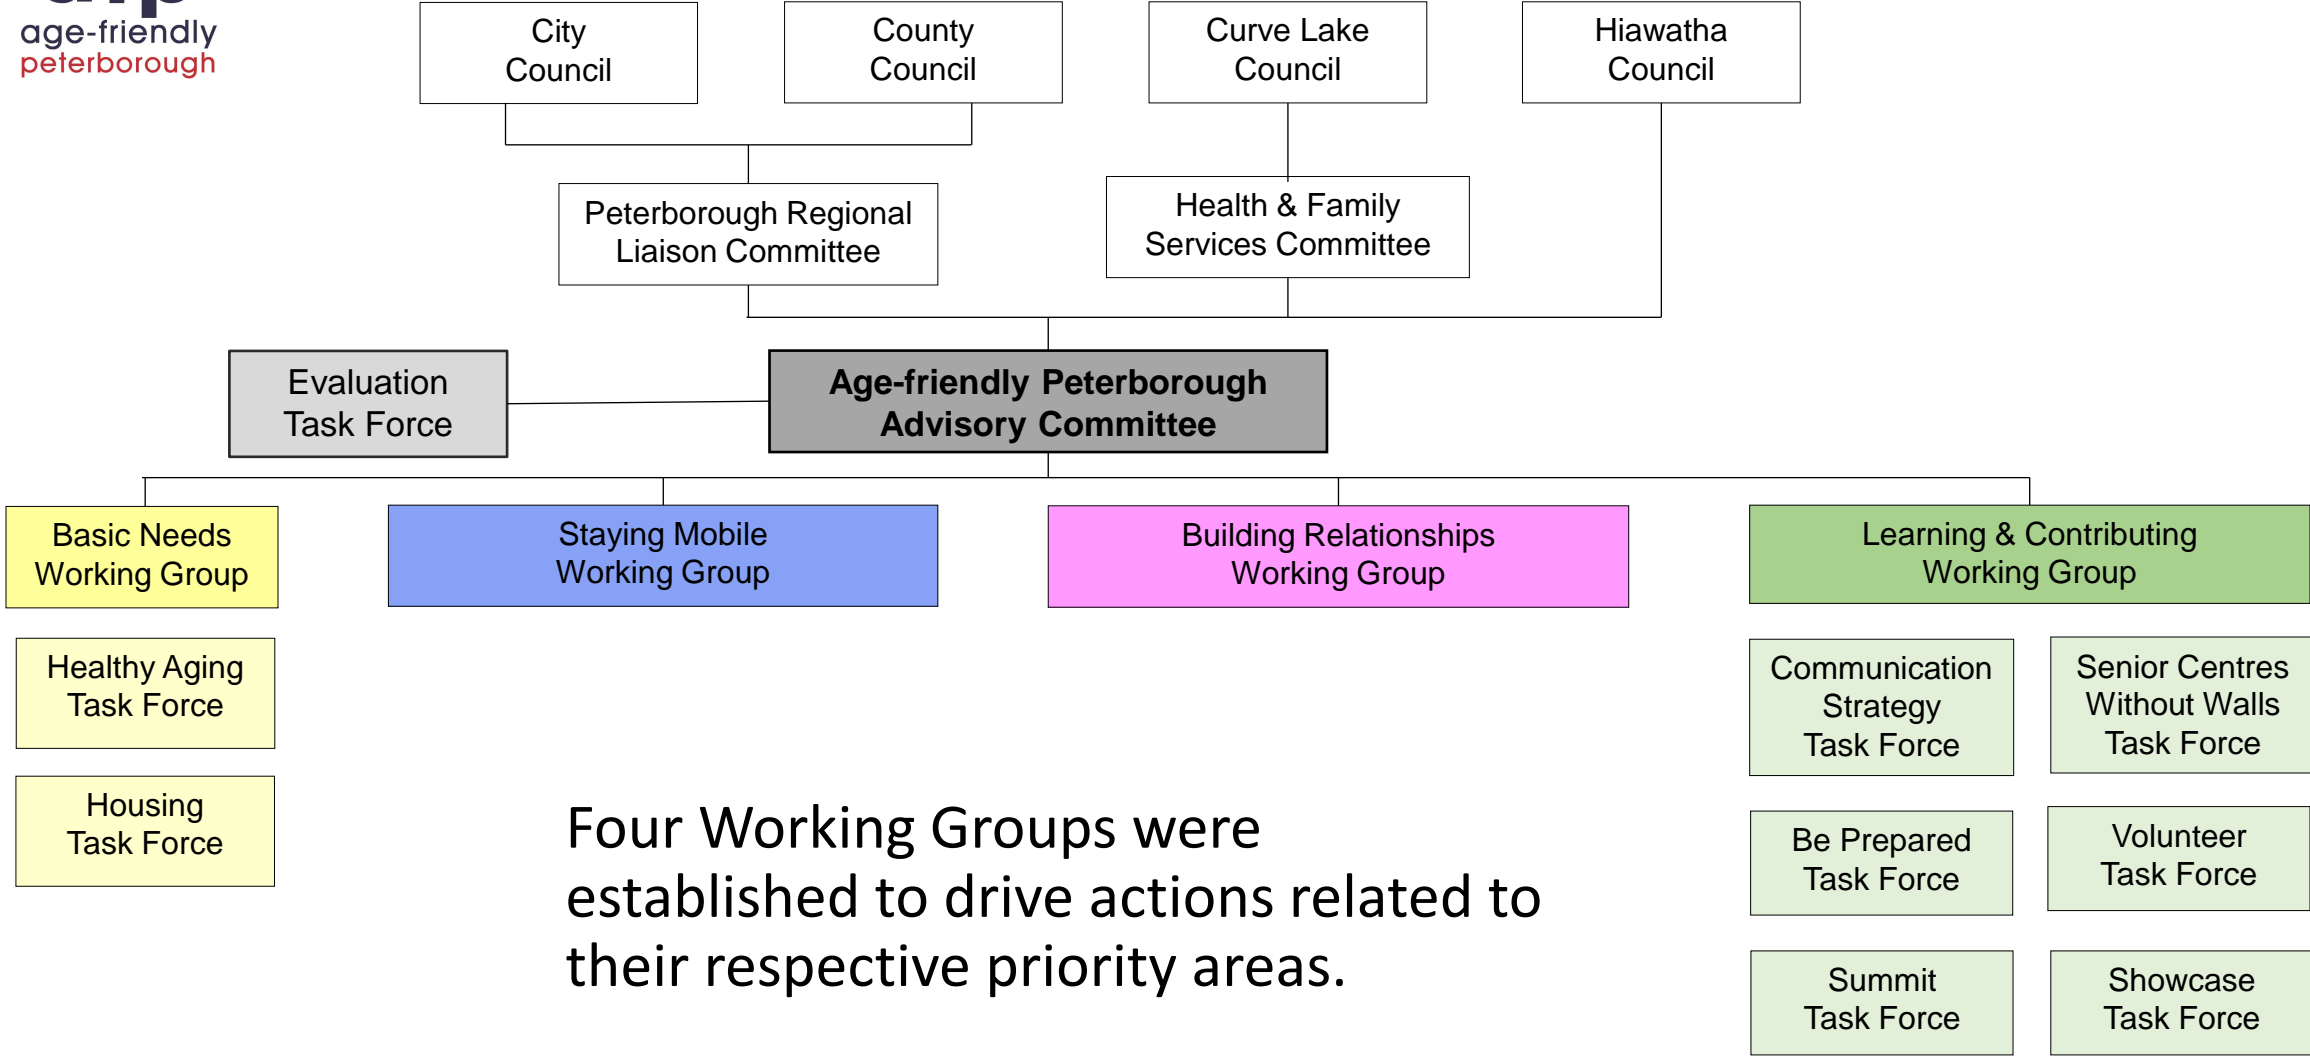 age-friendly
peterborough
City
Council
County
Council
Curve Lake
Council
Hiawatha
Council
Peterborough Regional
Liaison Committee
Health & Family
Services Committee
Evaluation
Task Force
Age-friendly Peterborough
Advisory Committee
Basic Needs
Working Group
Staying Mobile
Working Group
Building Relationships
Working Group
Learning & Contributing
Working Group
Healthy Aging
Task Force
Housing
Task Force
Communication
Strategy
Task Force
Senior Centres
Without Walls
Task Force
Be Prepared
Task Force
Volunteer
Task Force
Summit
Task Force
Showcase
Task Force
Four Working Groups were
established to drive actions related to
their respective priority areas.